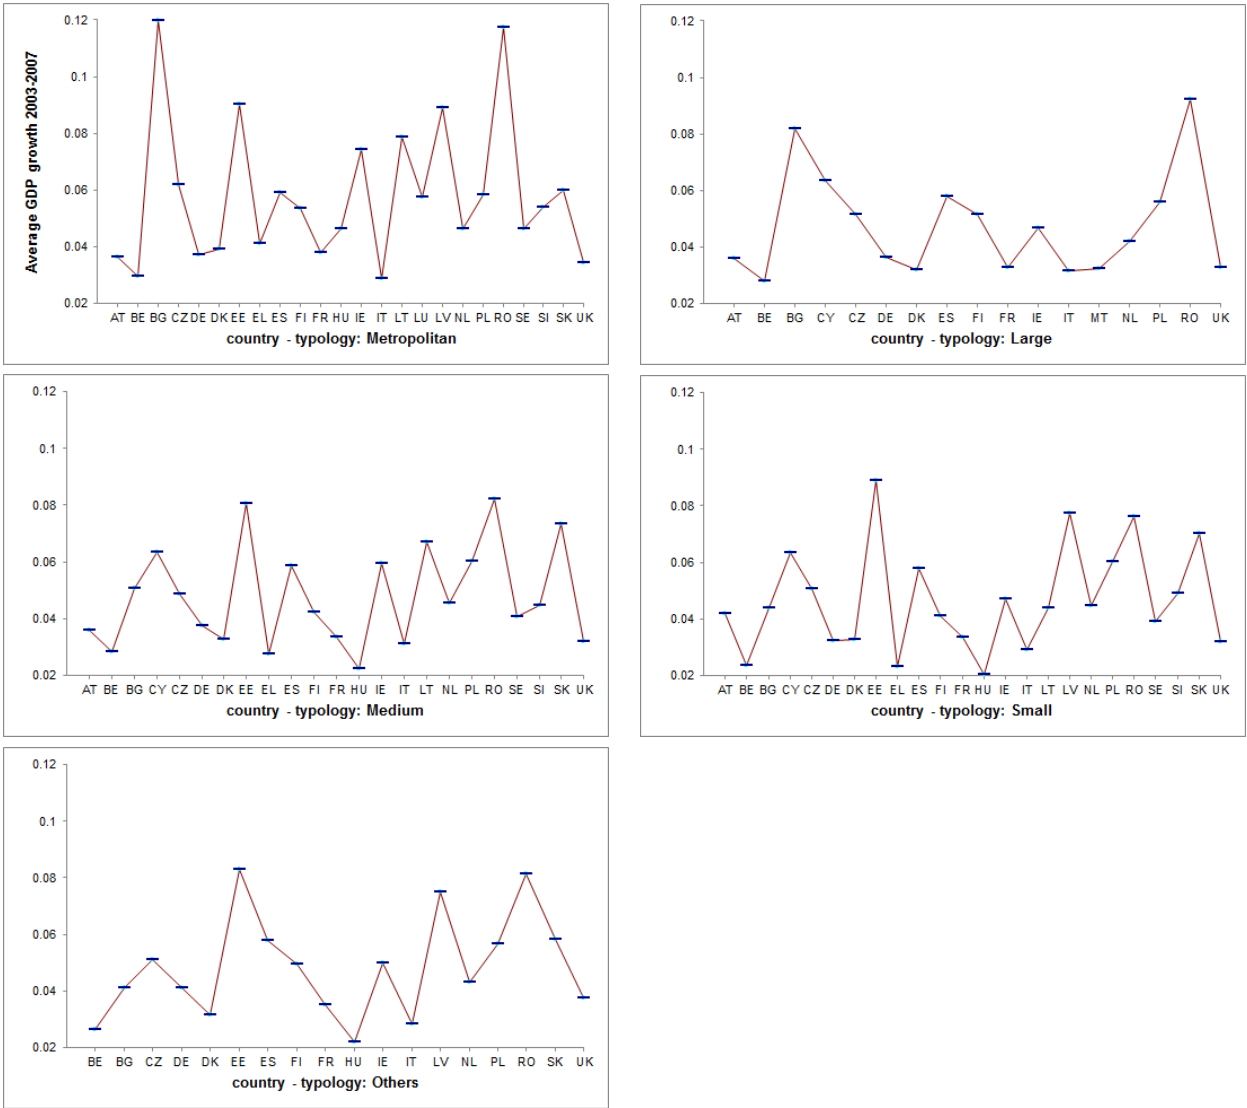 Average GDP growth 2003-2007
0.12
0.1
0.08
0.06
0.04
0.02
AT BE BG CZ DE DK EE EL ES FI FR HU IE IT LT LU LV NL PL RO SE SI SK UK
country - typology: Metropolitan
0.12
0.1
0.08
0.06
0.04
0.02
AT BE BG CY CZ DE DK ES FI FR IE IT MT NL PL RO UK
country - typology: Large
0.12
0.1
0.08
0.06
0.04
0.02
AT BE BG CY CZ DE DK EE EL ES FI FR HU IE IT LT NL PL RO SE SI SK UK
country - typology: Medium
0.12
0.1
0.08
0.06
0.04
0.02
AT BE BG CY CZ DE DK EE EL ES FI FR HU IE IT LT LV NL PL RO SE SI SK UK
country - typology: Small
0.12
0.1
0.08
0.06
0.04
0.02
BE BG CZ DE DK EE ES FI FR HU IE IT LV NL PL RO SK UK
country - typology: Others